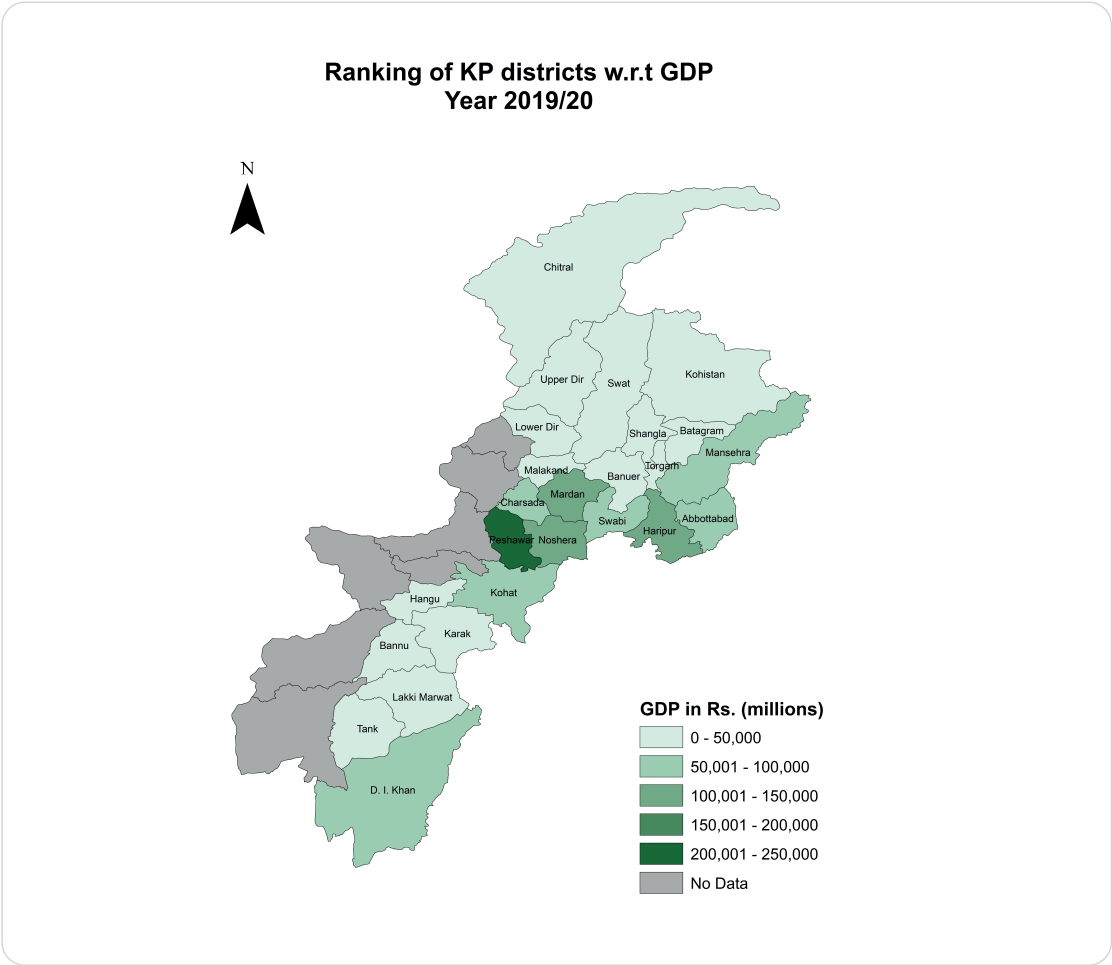 Ranking of KP districts w.r.t GDP
Year 2019/20
N
Chitral
Upper Dir
Swat
Kohistan
Lower Dir
Shangla
Batagram
Mansehra
Torgarh
Malakand
Banuer
Charsada
Mardan
Swabi
Abbottabad
Haripur
Peshawar
Noshera
Kohat
Hangu
Karak
Bannu
Lakki Marwat
Tank
D. I. Khan
GDP in Rs. (millions)
0 - 50,000
50,001 - 100,000
100,001 - 150,000
150,001 - 200,000
200,001 - 250,000
No Data